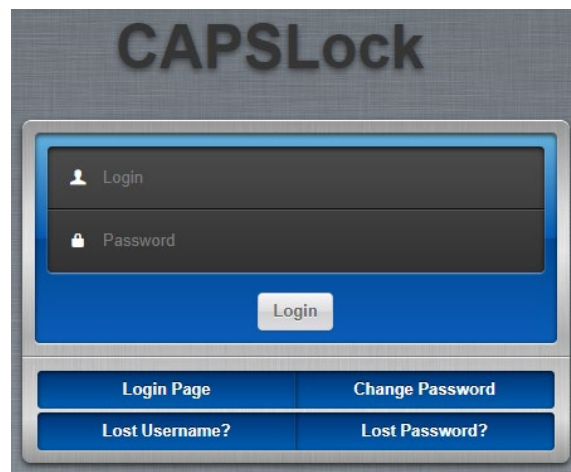 CAPSLock
Login
Password
Login
Login Page Change Password
Lost Username? Lost Password?